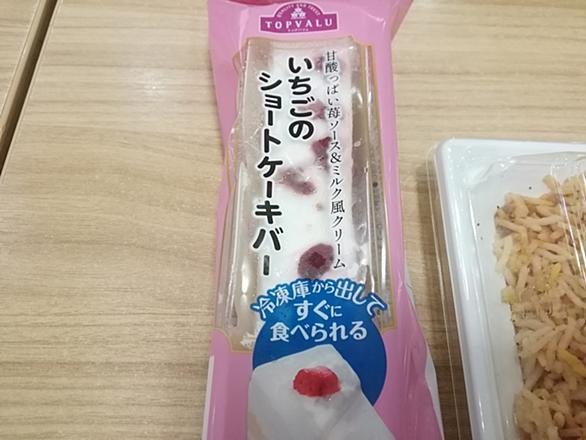 TOPVALU
甘酸っぱい苺ソース&ミルク風クリーム
いちごの
ショートケーキバー
冷凍庫から出して
すぐに
食べられる